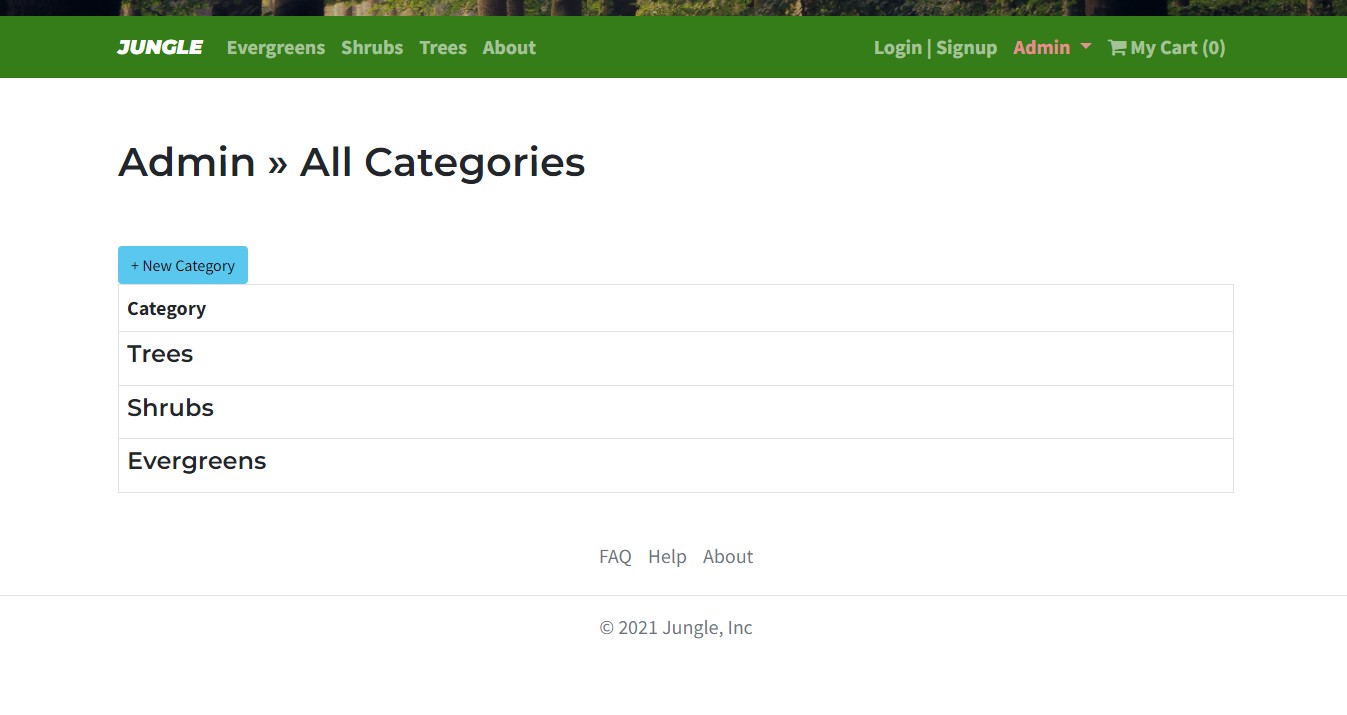 JUNGLE Evergreens Shrubs Trees About Login | Signup Admin My Cart (0)
Admin » All Categories
+ New Category
Category
Trees
Shrubs
Evergreens
FAQ Help About
© 2021 Jungle, Inc